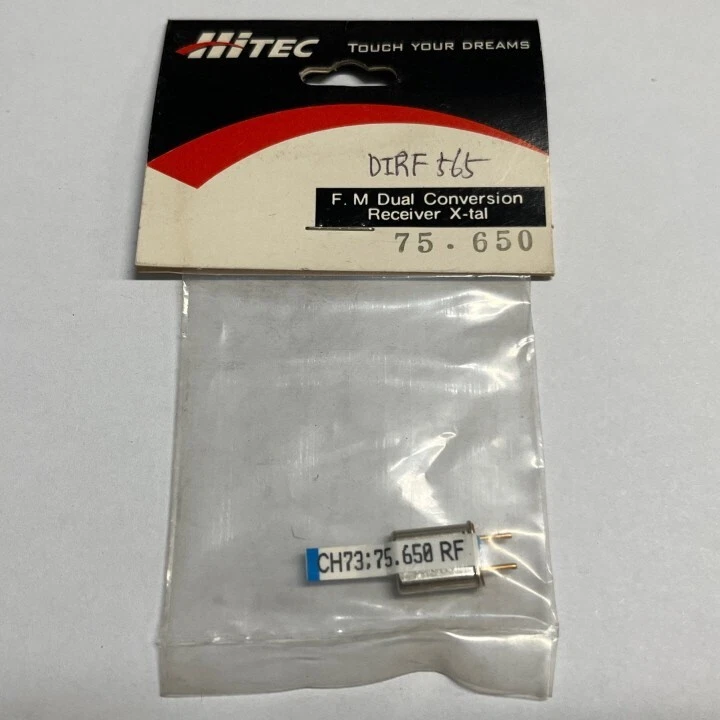 HiTEC TOUCH YOUR DREAMS
DIRF 565
F. M Dual Conversion
Receiver X-tal
75.650
CH73:75.650 RF